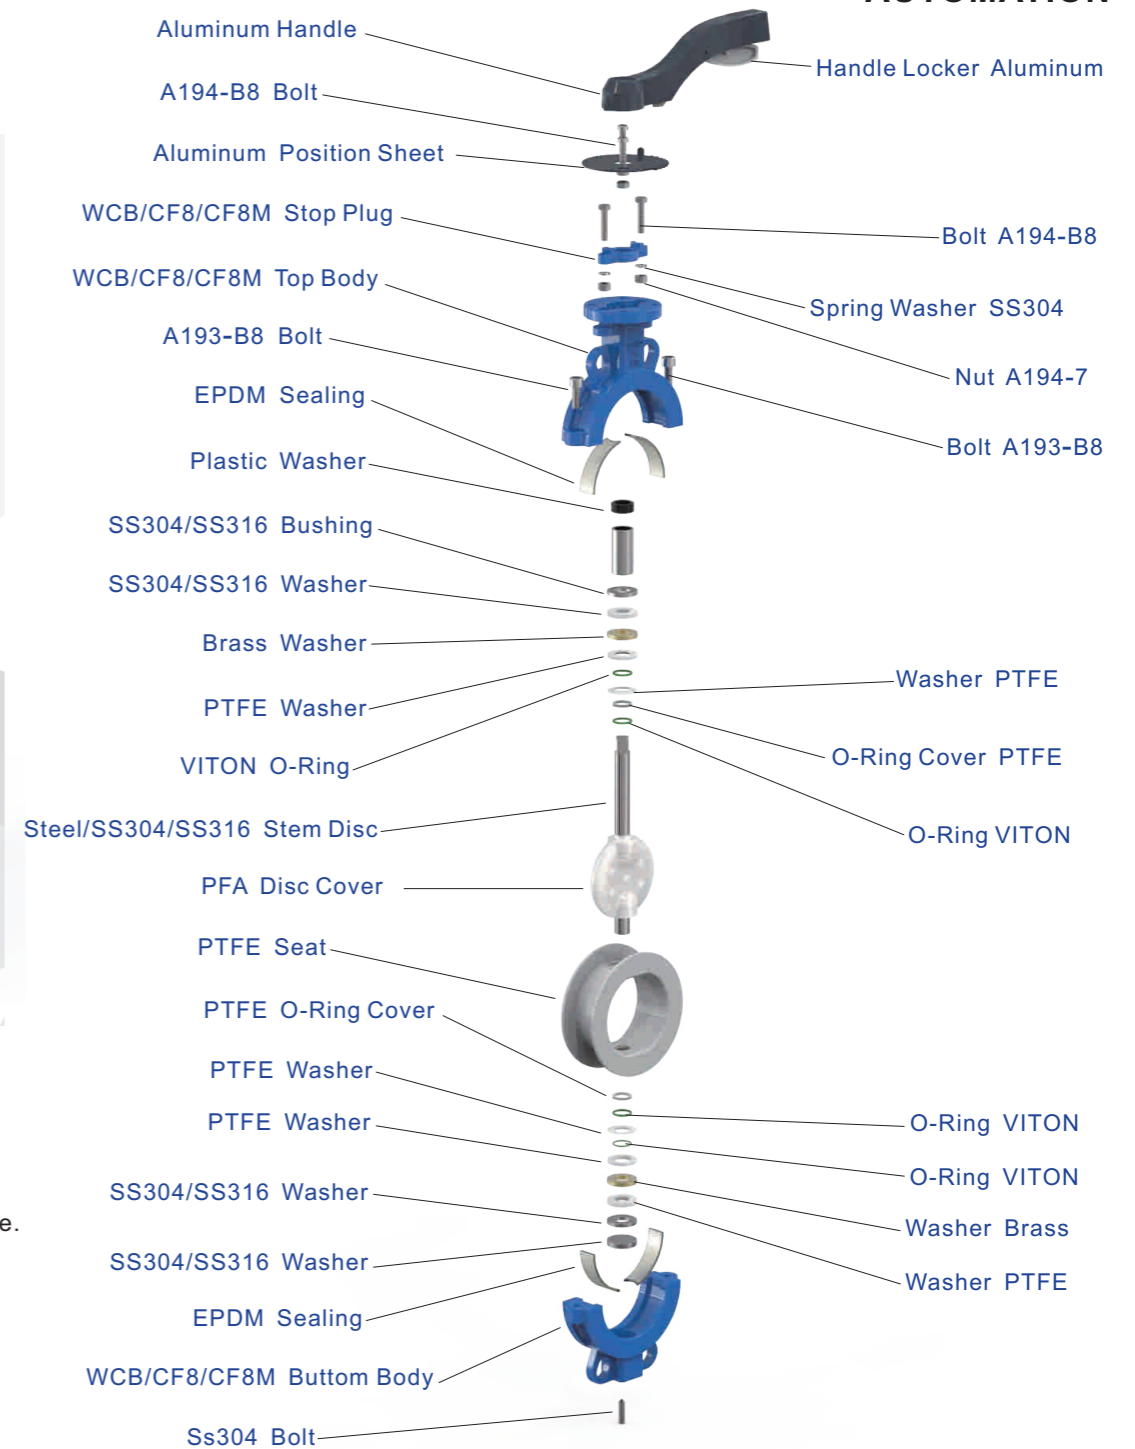 Aluminum Handle
Handle Locker Aluminum
A194-B8 Bolt
Aluminum Position Sheet
WCB/CF8/CF8M Stop Plug
Bolt A194-B8
WCB/CF8/CF8M Top Body
Spring Washer SS304
A193-B8 Bolt
Nut A194-7
EPDM Sealing
Bolt A193-B8
Plastic Washer
SS304/SS316 Bushing
SS304/SS316 Washer
Brass Washer
Washer PTFE
PTFE Washer
O-Ring Cover PTFE
VITON O-Ring
Steel/SS304/SS316 Stem Disc
O-Ring VITON
PFA Disc Cover
PTFE Seat
PTFE O-Ring Cover
PTFE Washer
PTFE Washer
O-Ring VITON
O-Ring VITON
SS304/SS316 Washer
e.
Washer Brass
SS304/SS316 Washer
Washer PTFE
EPDM Sealing
WCB/CF8/CF8M Buttom Body
Ss304 Bolt